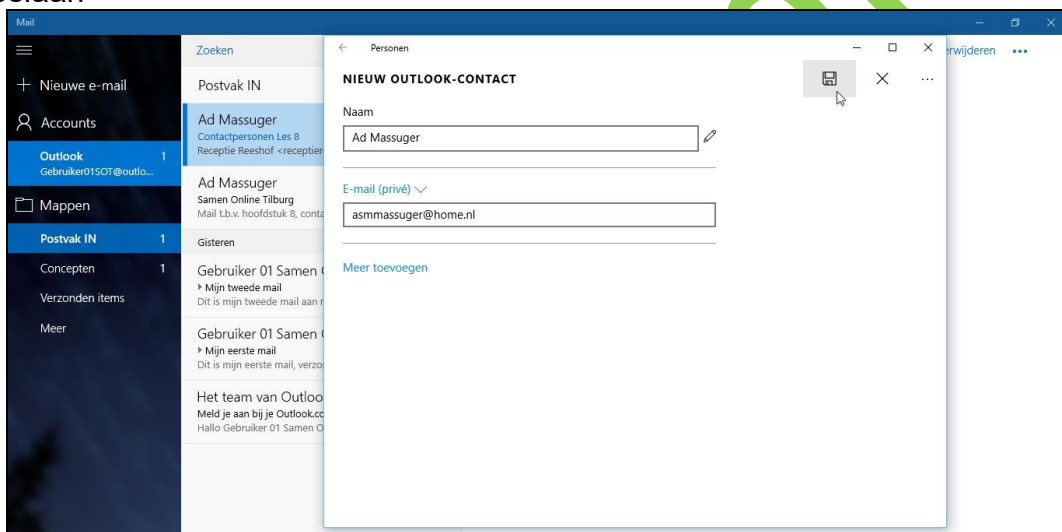 Mail
Nieuwe e-mail
Accounts
Outlook 1
Gebruiker01SOT@outlo...
Mappen
Postvak IN 1
Concepten 1
Verzonden items
Meer
Zoeken
Postvak IN
Ad Massuger
Contactpersonen Les 8
Receptie Reeshof <receptie
Ad Massuger
Samen Online Tilburg
Mail t.b.v. hoofdstuk 8, conta
Gisteren
Gebruiker 01 Samen
Mijn tweede mail
Dit is mijn tweede mail aan
Gebruiker 01 Samen
Mijn eerste mail
Dit is mijn eerste mail, verzo
Het team van Outloo
Meld je aan bij je Outlook.co
Hallo Gebruiker 01 Samen O
Personen
NIEUW OUTLOOK-CONTACT
Naam
Ad Massuger
E-mail (privé)
asmmassuger@home.nl
Meer toevoegen
rwijderen